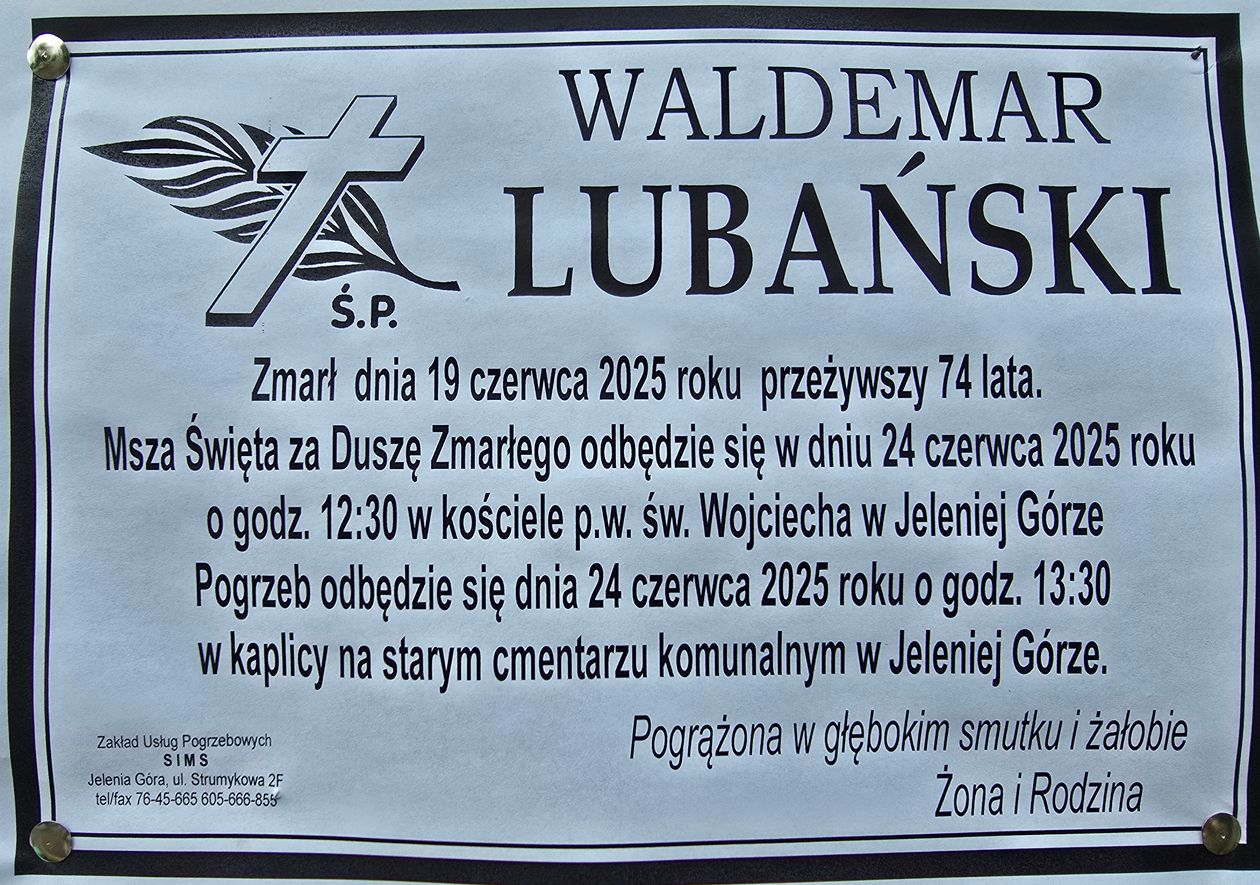 WALDEMAR
LUBAŃSKI
Ś.P.
Zmarł dnia 19 czerwca 2025 roku przeżywszy 74 lata.
Msza Święta za Duszę Zmarłego odbędzie się w dniu 24 czerwca 2025 roku
o godz. 12:30 w kościele p.w. św. Wojciecha w Jeleniej Górze
Pogrzeb odbędzie się dnia 24 czerwca 2025 roku o godz. 13:30
w kaplicy na starym cmentarzu komunalnym w Jeleniej Górze.
Pogrążona w głębokim smutku i żałobie
Żona i Rodzina
Zakład Usług Pogrzebowych
SIMS
Jelenia Góra, ul. Strumykowa 2F
tel/fax 76-45-665 605-666-855